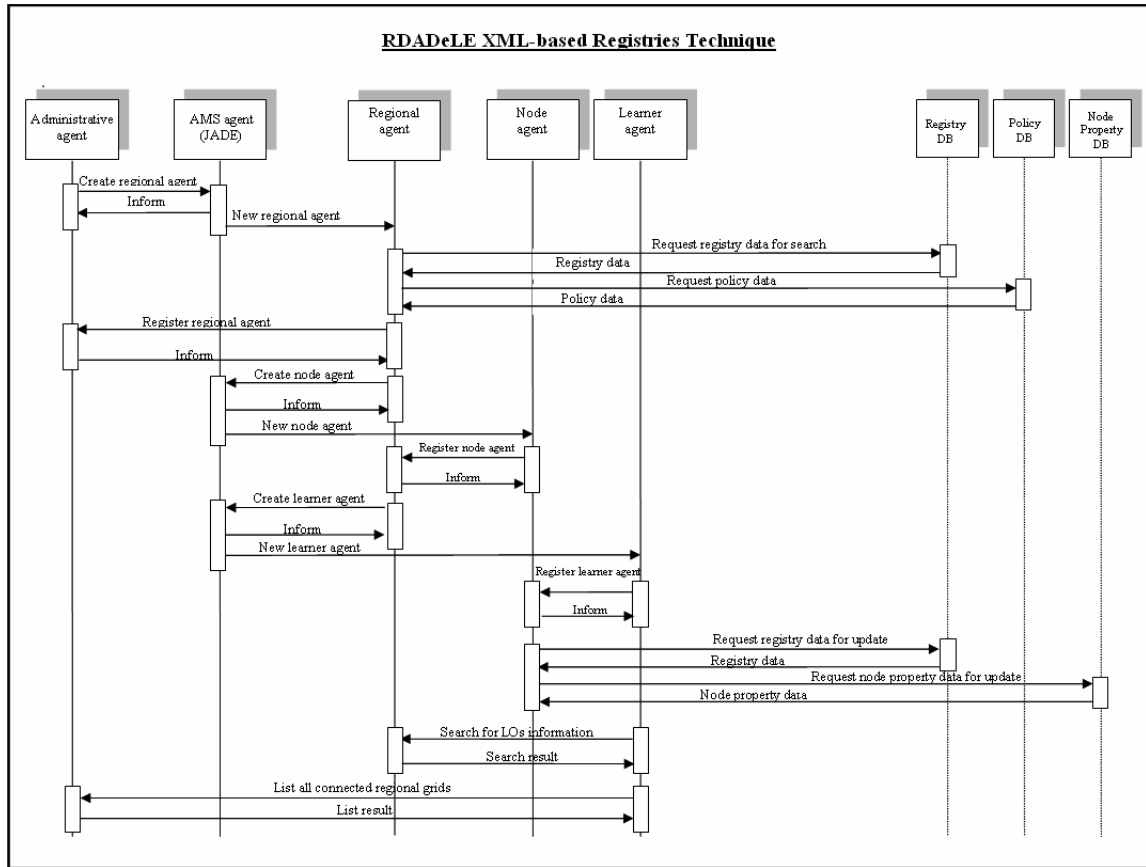 RDADeLE XML-based Registries Technique
Administrative
agent
AMS agent
(JADE)
Regional
agent
Node
agent
Learner
agent
Registry
DB
Policy
DB
Node
Property
DB
Create regional agent
Inform
New regional agent
Request registry data for search
Registry data
Request policy data
Policy data
Register regional agent
Inform
Create node agent
Inform
New node agent
Register node agent
Inform
Create learner agent
Inform
New learner agent
Register learner agent
Inform
Request registry data for update
Registry data
Request node property data for update
Node property data
Search for LOs information
Search result
List all connected regional grids
List result